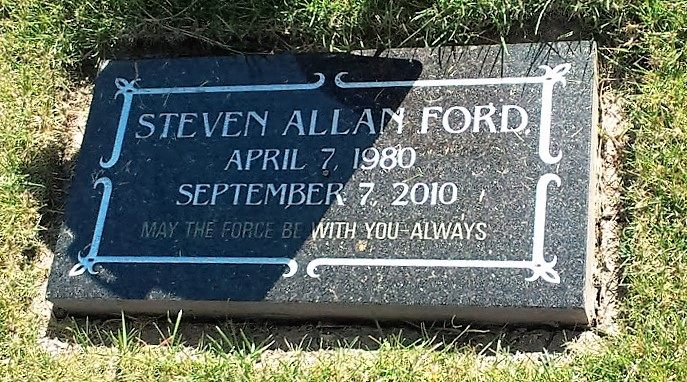 STEVEN ALLAN FORD
APRIL 7, 1980
SEPTEMBER 7, 2010
MAY THE FORCE BE WITH YOU ALWAYS